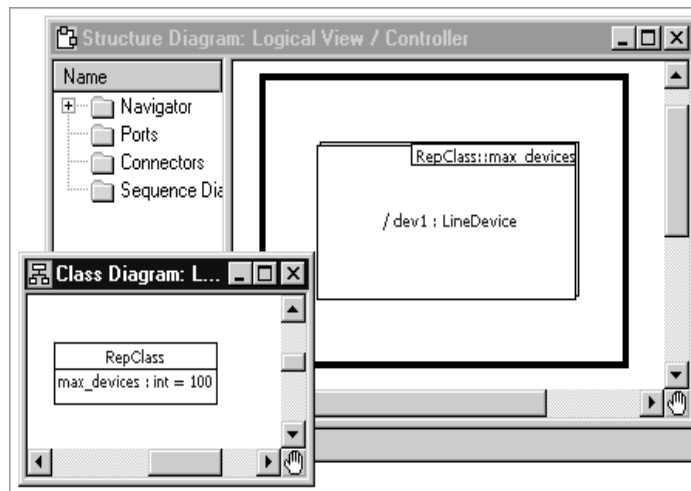 Structure Diagram: Logical View / Controller
Name
Navigator
Ports
Connectors
Sequence Dia
RepClass::max_devices
/ dev1 : LineDevice
Class Diagram: L...
RepClass
max_devices : int = 100